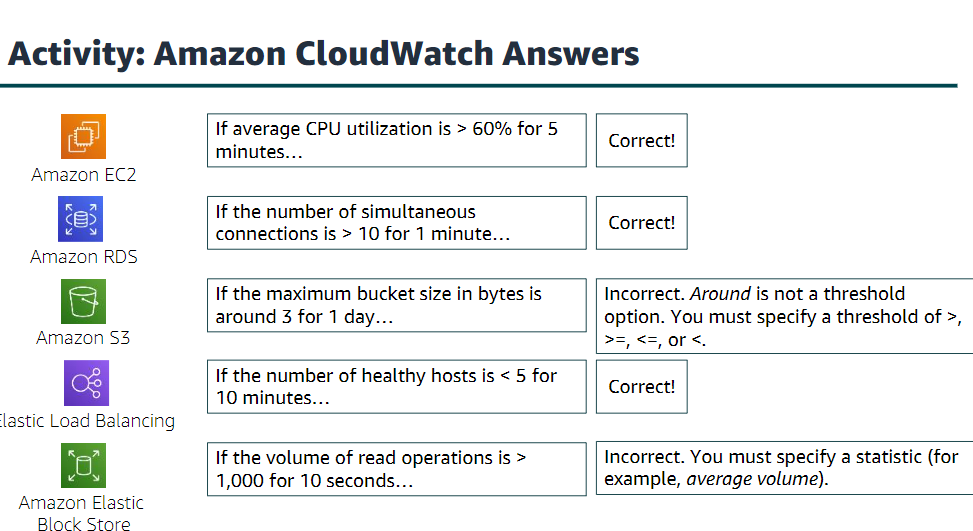 Activity: Amazon CloudWatch Answers
Amazon EC2
If average CPU utilization is > 60% for 5
minutes…
Correct!
Amazon RDS
If the number of simultaneous
connections is > 10 for 1 minute…
Correct!
Amazon S3
If the maximum bucket size in bytes is
around 3 for 1 day…
Incorrect. Around is not a threshold
option. You must specify a threshold of >,
>=, <=, or <.
Elastic Load Balancing
If the number of healthy hosts is < 5 for
10 minutes…
Correct!
Amazon Elastic
Block Store
If the volume of read operations is >
1,000 for 10 seconds…
Incorrect. You must specify a statistic (for
example, average volume).